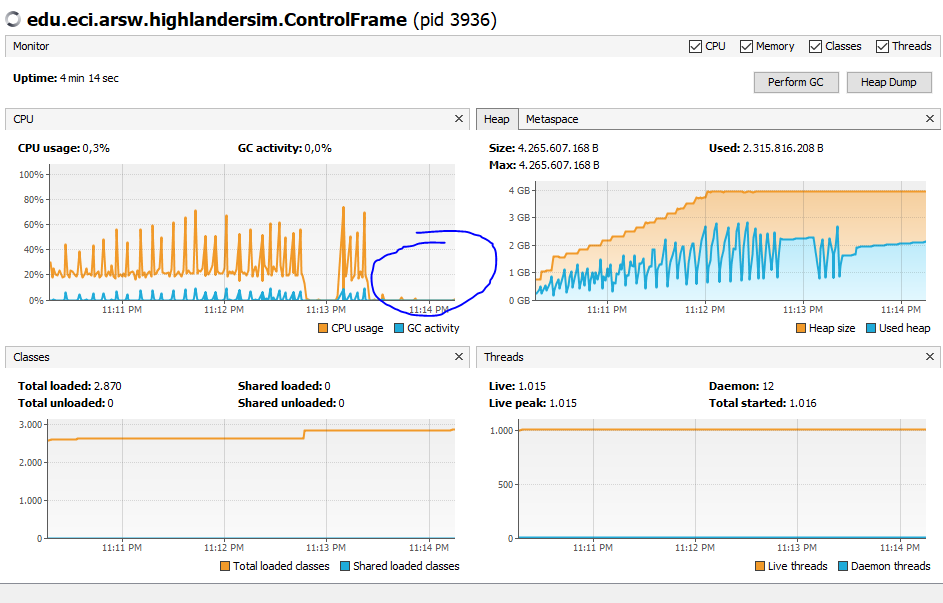 edu.eci.arsw.highlandersim.ControlFrame (pid 3936)
Monitor
CPU Memory Classes Threads
Uptime: 4 min 14 sec
Perform GC Heap Dump
CPU
CPU usage: 0,3% GC activity: 0,0%
100%
80%
60%
40%
20%
0%
11:11 PM 11:12 PM 11:13 PM 11:14 PM
CPU usage GC activity
Heap Metaspace
Size: 4.265.607.168 B Used: 2.315.816.208 B
Max: 4.265.607.168 B
4 GB
3 GB
2 GB
1 GB
0 GB
11:11 PM 11:12 PM 11:13 PM 11:14 PM
Heap size Used heap
Classes
Total loaded: 2.870 Shared loaded: 0
Total unloaded: 0 Shared unloaded: 0
3.000
2.000
1.000
0
11:11 PM 11:12 PM 11:13 PM 11:14 PM
Total loaded classes Shared loaded classes
Threads
Live: 1.015 Daemon: 12
Live peak: 1.015 Total started: 1.016
1.000
500
0
11:11 PM 11:12 PM 11:13 PM 11:14 PM
Live threads Daemon threads